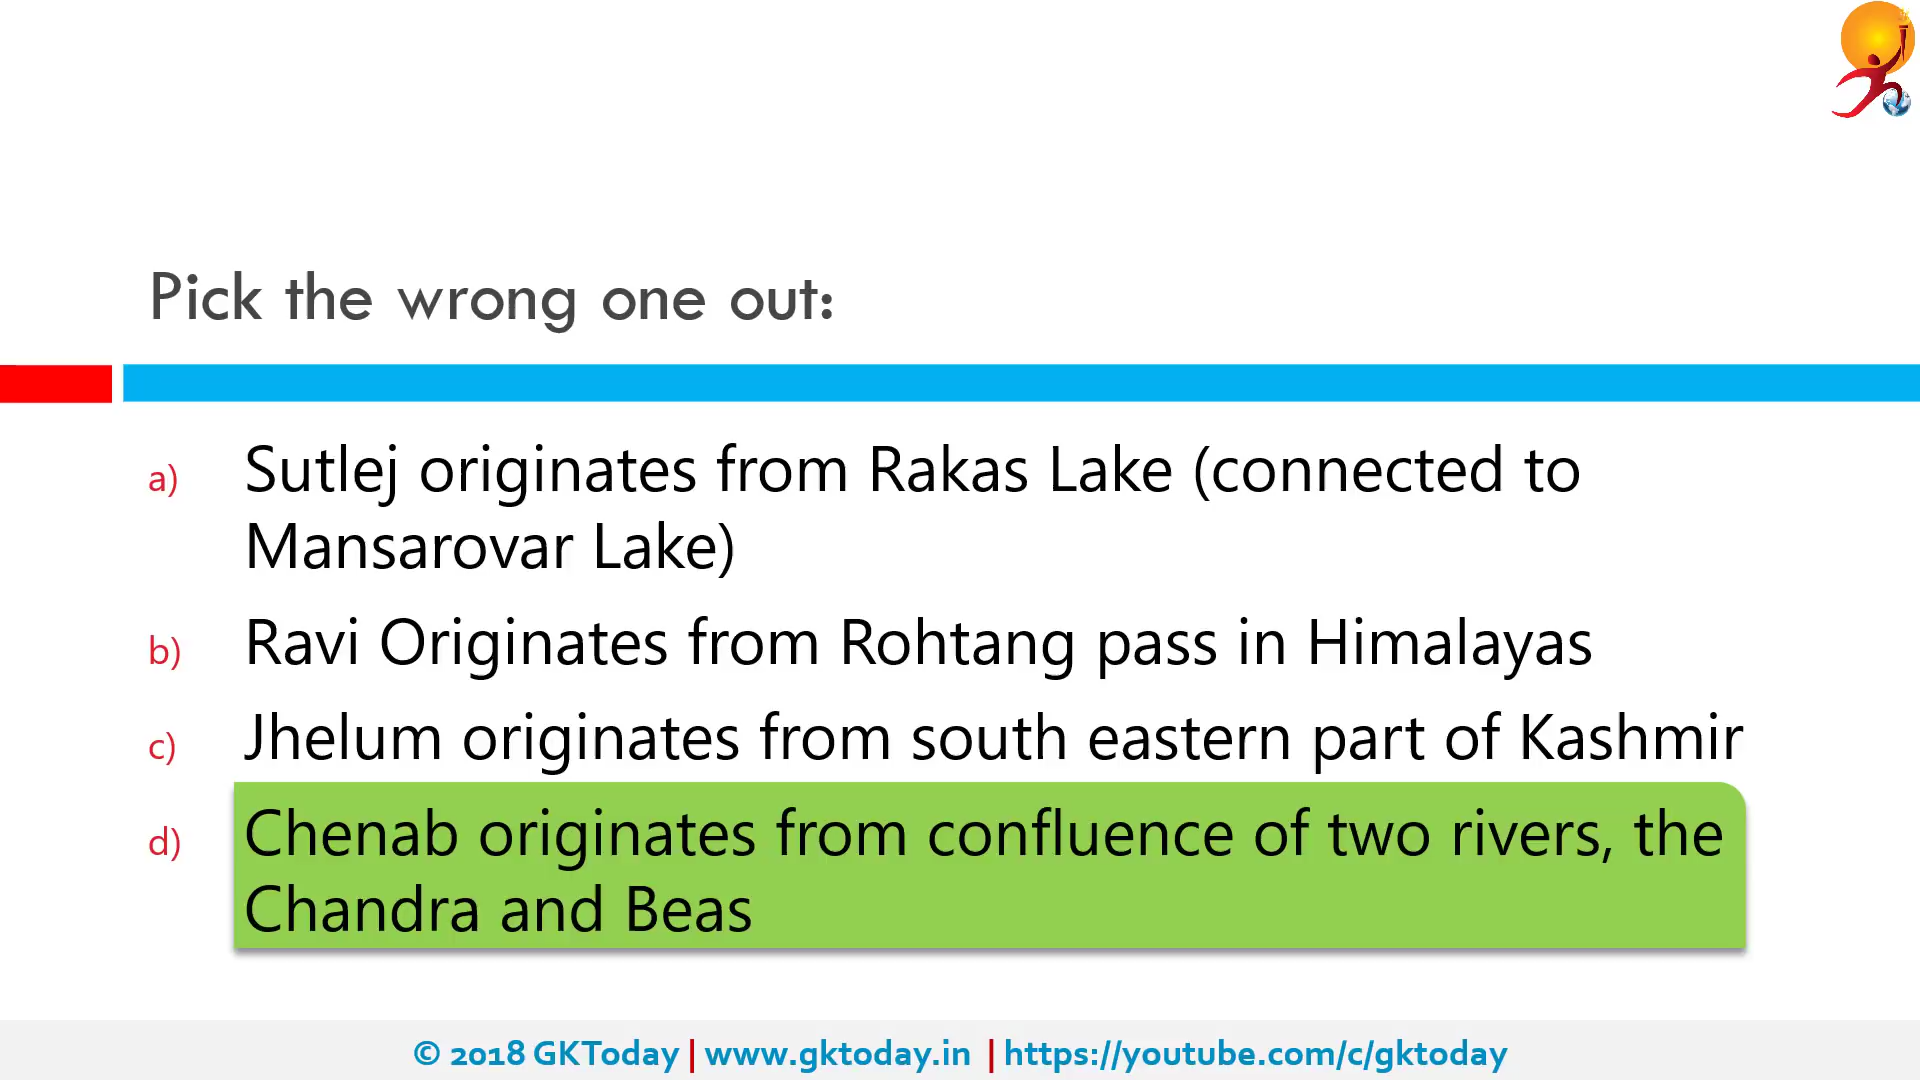 Pick the wrong one out:
a) Sutlej originates from Rakas Lake (connected to
Mansarovar Lake)
b) Ravi Originates from Rohtang pass in Himalayas
c) Jhelum originates from south eastern part of Kashmir
d) Chenab originates from confluence of two rivers, the
Chandra and Beas
© 2018 GKToday | www.gktoday.in | https://youtube.com/c/gktoday